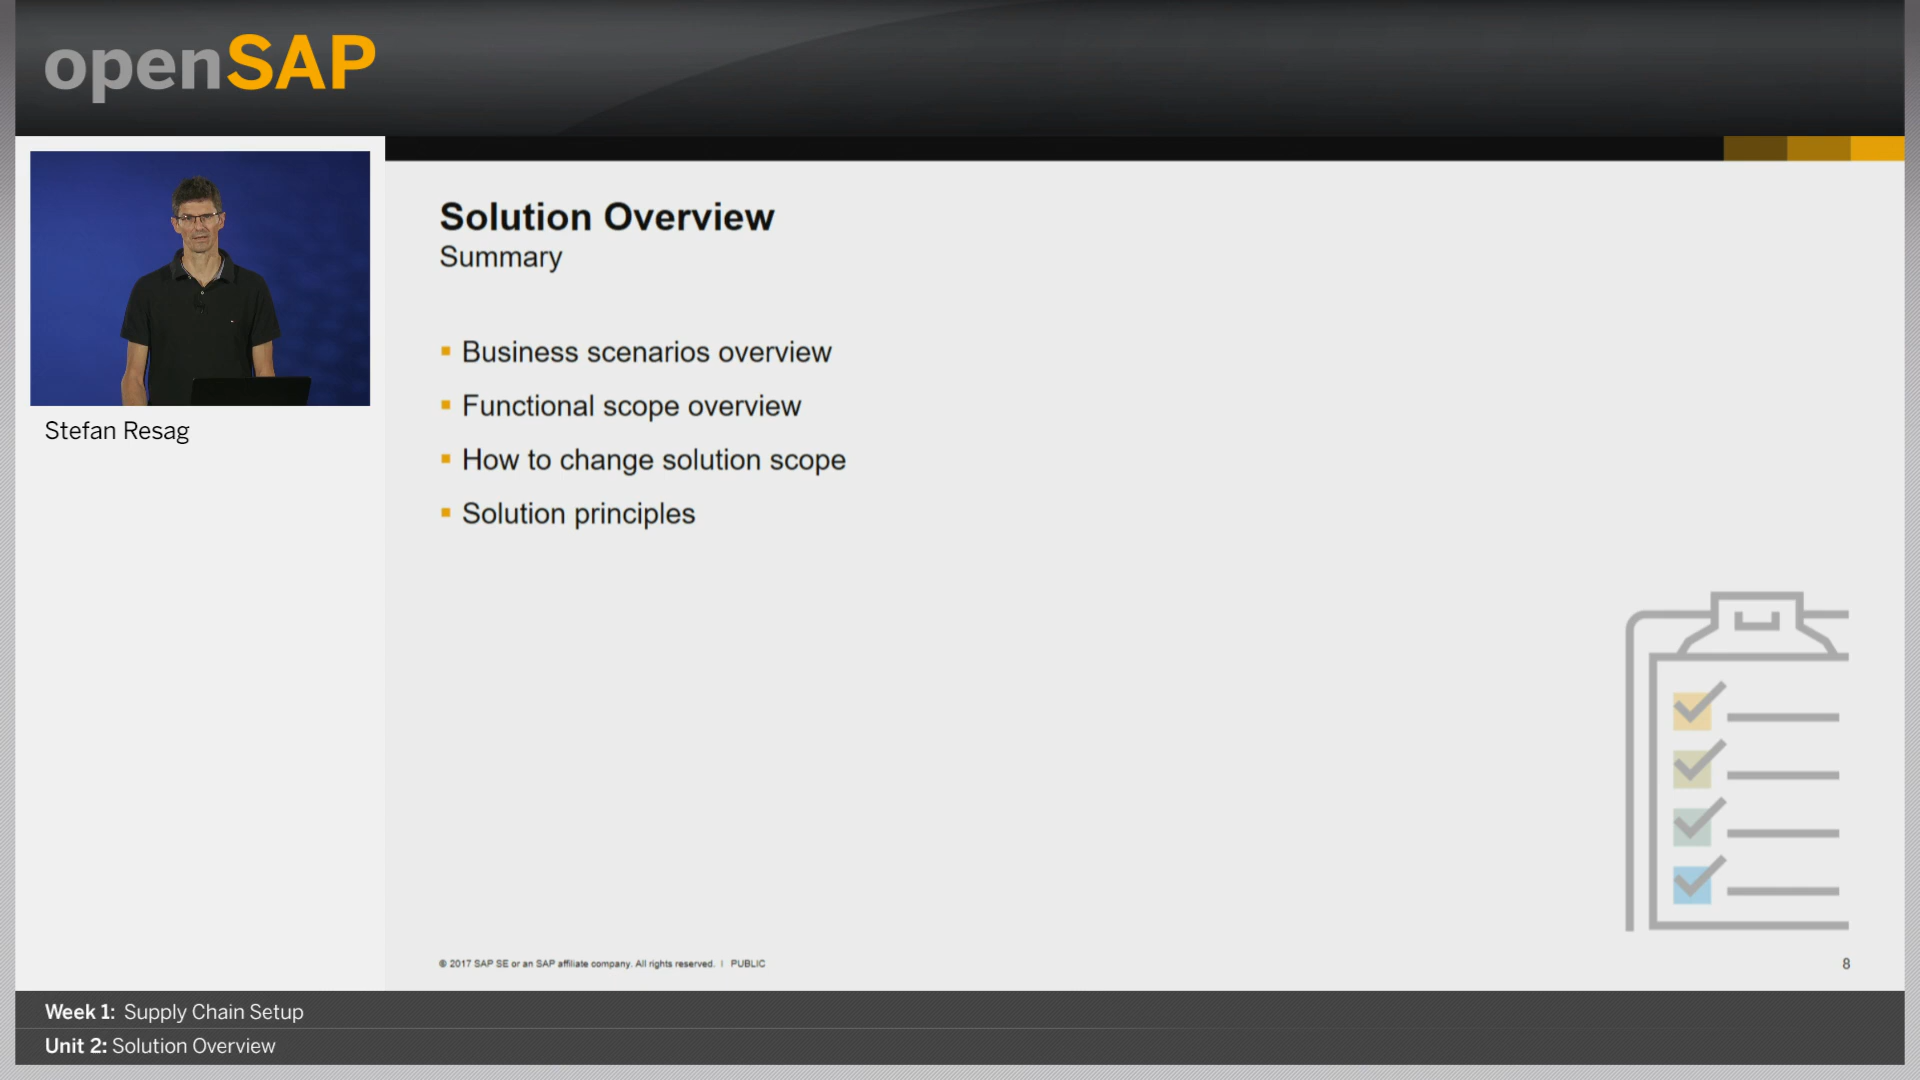 openSAP
Stefan Resag
Solution Overview
Summary
Business scenarios overview
Functional scope overview
How to change solution scope
Solution principles
© 2017 SAP SE or an SAP affiliate company. All rights reserved. | PUBLIC
8
Week 1: Supply Chain Setup
Unit 2: Solution Overview